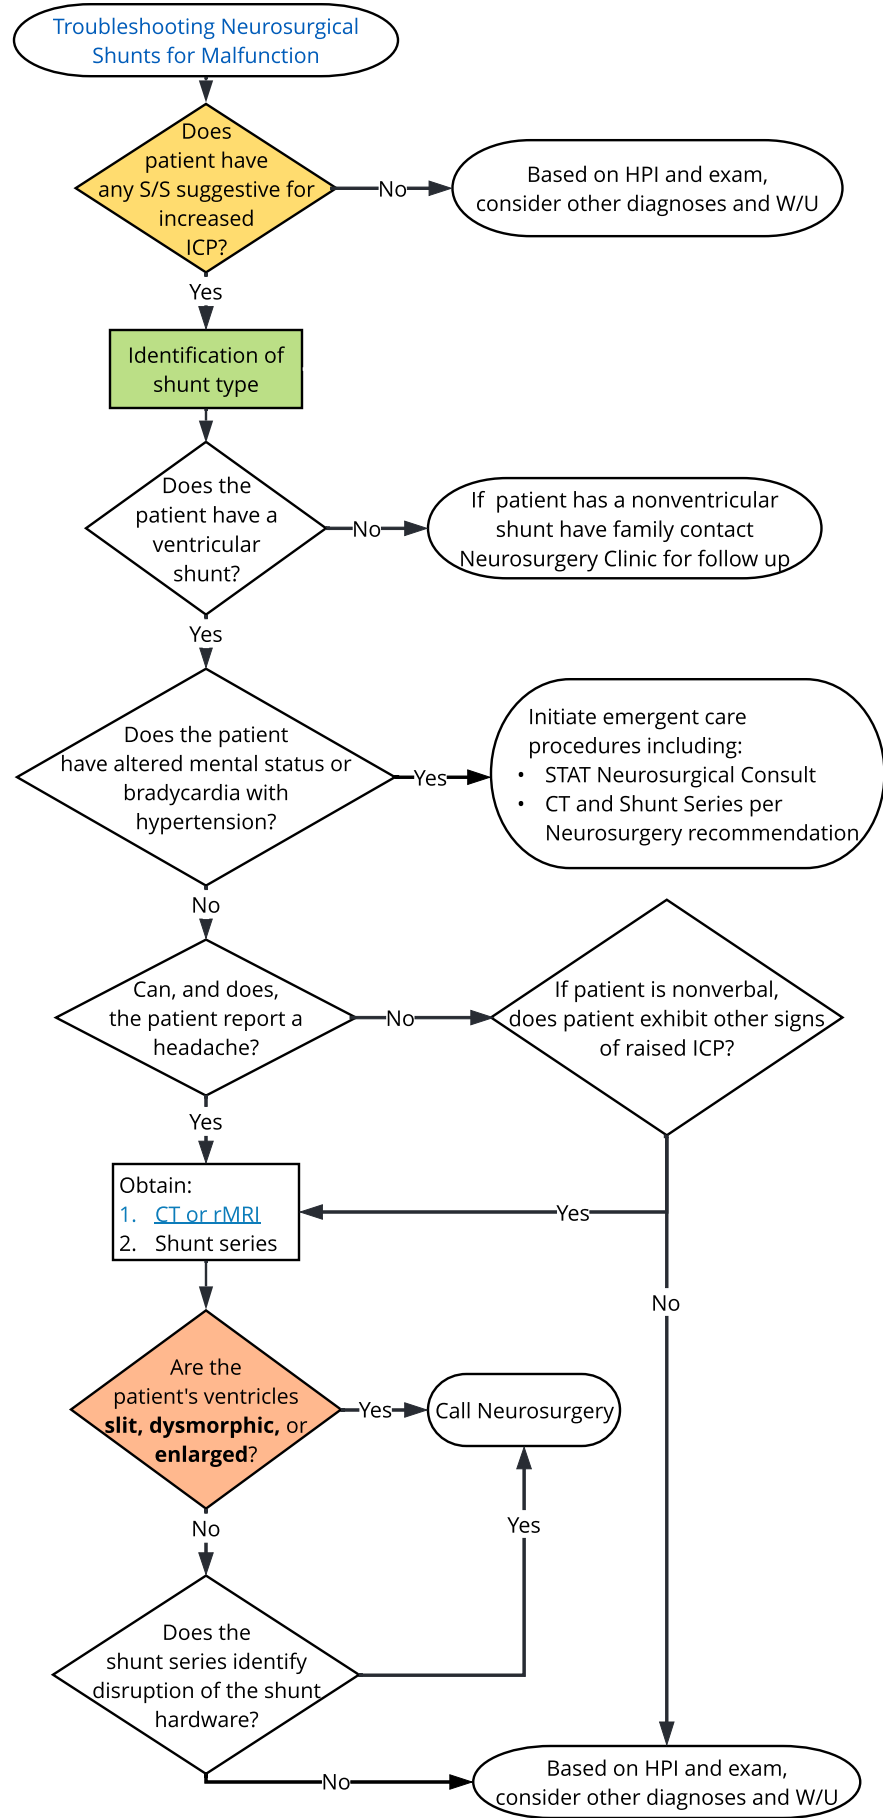 Troubleshooting Neurosurgical
Shunts for Malfunction
Does
patient have
any S/S suggestive for
increased
ICP?
No
Based on HPI and exam,
consider other diagnoses and W/U
Yes
Identification of
shunt type
Does the
patient have a
ventricular
shunt?
No
If patient has a nonventricular
shunt have family contact
Neurosurgery Clinic for follow up
Yes
Does the patient
have altered mental status or
bradycardia with
hypertension?
Yes
Initiate emergent care
procedures including:
• STAT Neurosurgical Consult
• CT and Shunt Series per
Neurosurgery recommendation
No
Can, and does,
the patient report a
headache?
No
If patient is nonverbal,
does patient exhibit other signs
of raised ICP?
Yes
Obtain:
1. CT or rMRI
2. Shunt series
Yes
No
Are the
patient's ventricles
slit, dysmorphic, or
enlarged?
Yes
Call Neurosurgery
No
Yes
Does the
shunt series identify
disruption of the shunt
hardware?
No
Based on HPI and exam,
consider other diagnoses and W/U